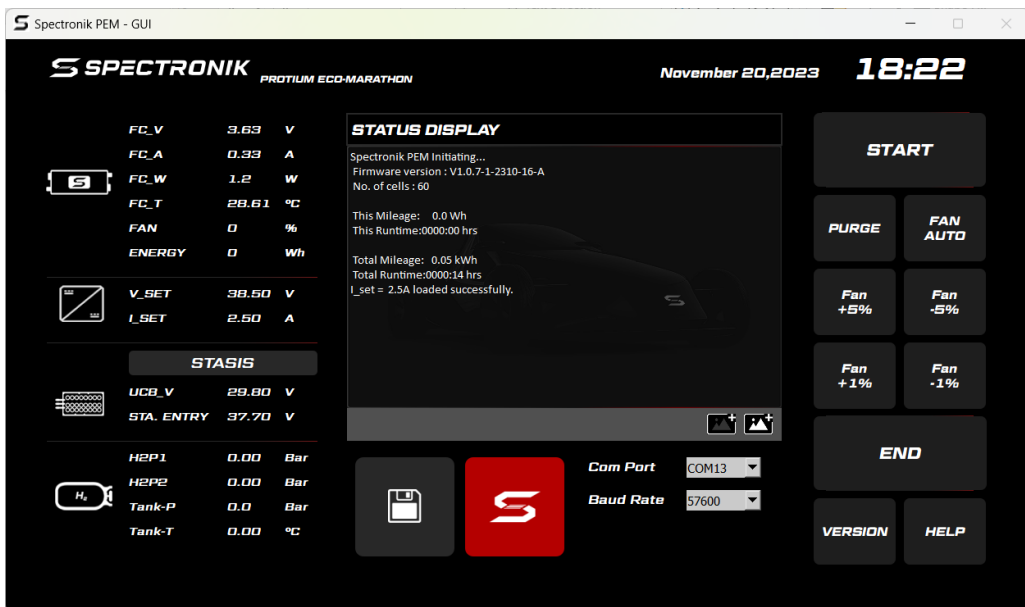 Spectronik PEM - GUI
SPECTRONIK PROTIUM ECO-MARATHON
November 20,2023 18:22
FC_V 3.63 V
FC_A 0.33 A
FC_W 1.2 W
FC_T 28.61 ºC
FAN 0 %
ENERGY 0 Wh
V_SET 38.50 V
I_SET 2.50 A
STASIS
UCB_V 29.80 V
STA. ENTRY 37.70 V
H2P1 0.00 Bar
H2P2 0.00 Bar
Tank-P 0.0 Bar
Tank-T 0.00 ºC
H₂
STATUS DISPLAY
Spectronik PEM Initiating...
Firmware version : V1.0.7-1-2310-16-A
No. of cells : 60
This Mileage: 0.0 Wh
This Runtime:0000:00 hrs
Total Mileage: 0.05 kWh
Total Runtime:0000:14 hrs
I_set = 2.5A loaded successfully.
Com Port COM13
Baud Rate 57600
START
PURGE
FAN AUTO
Fan +5%
Fan -5%
Fan +1%
Fan -1%
END
VERSION
HELP